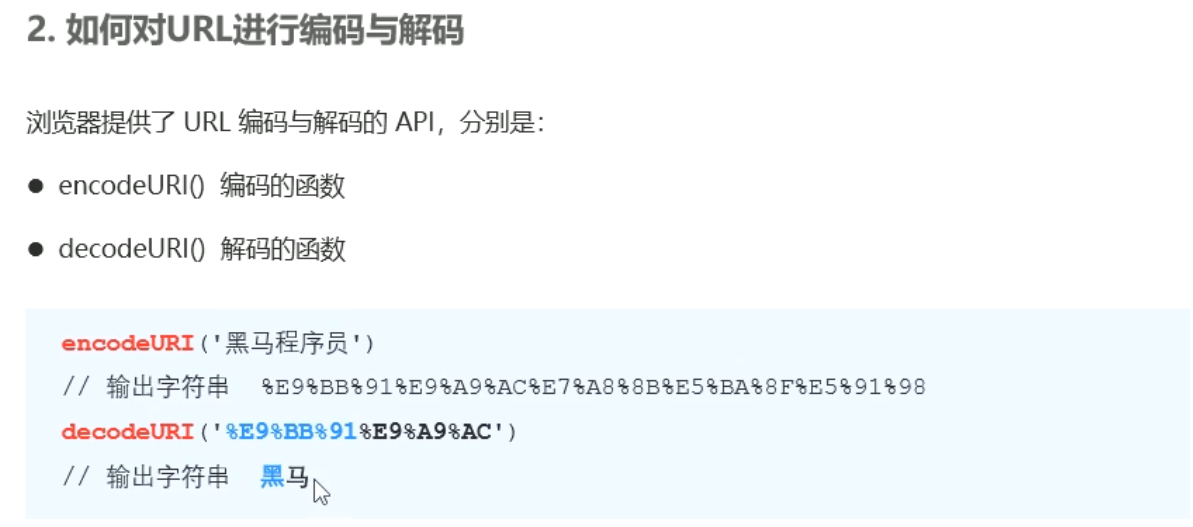 2. 如何对URL进行编码与解码
浏览器提供了 URL 编码与解码的 API，分别是：
● encodeURI() 编码的函数
● decodeURI() 解码的函数
encodeURI('黑马程序员')
// 输出字符串 %E9%BB%91%E9%A9%AC%E7%A8%8B%E5%BA%8F%E5%91%98
decodeURI('%E9%BB%91%E9%A9%AC')
// 输出字符串 黑马